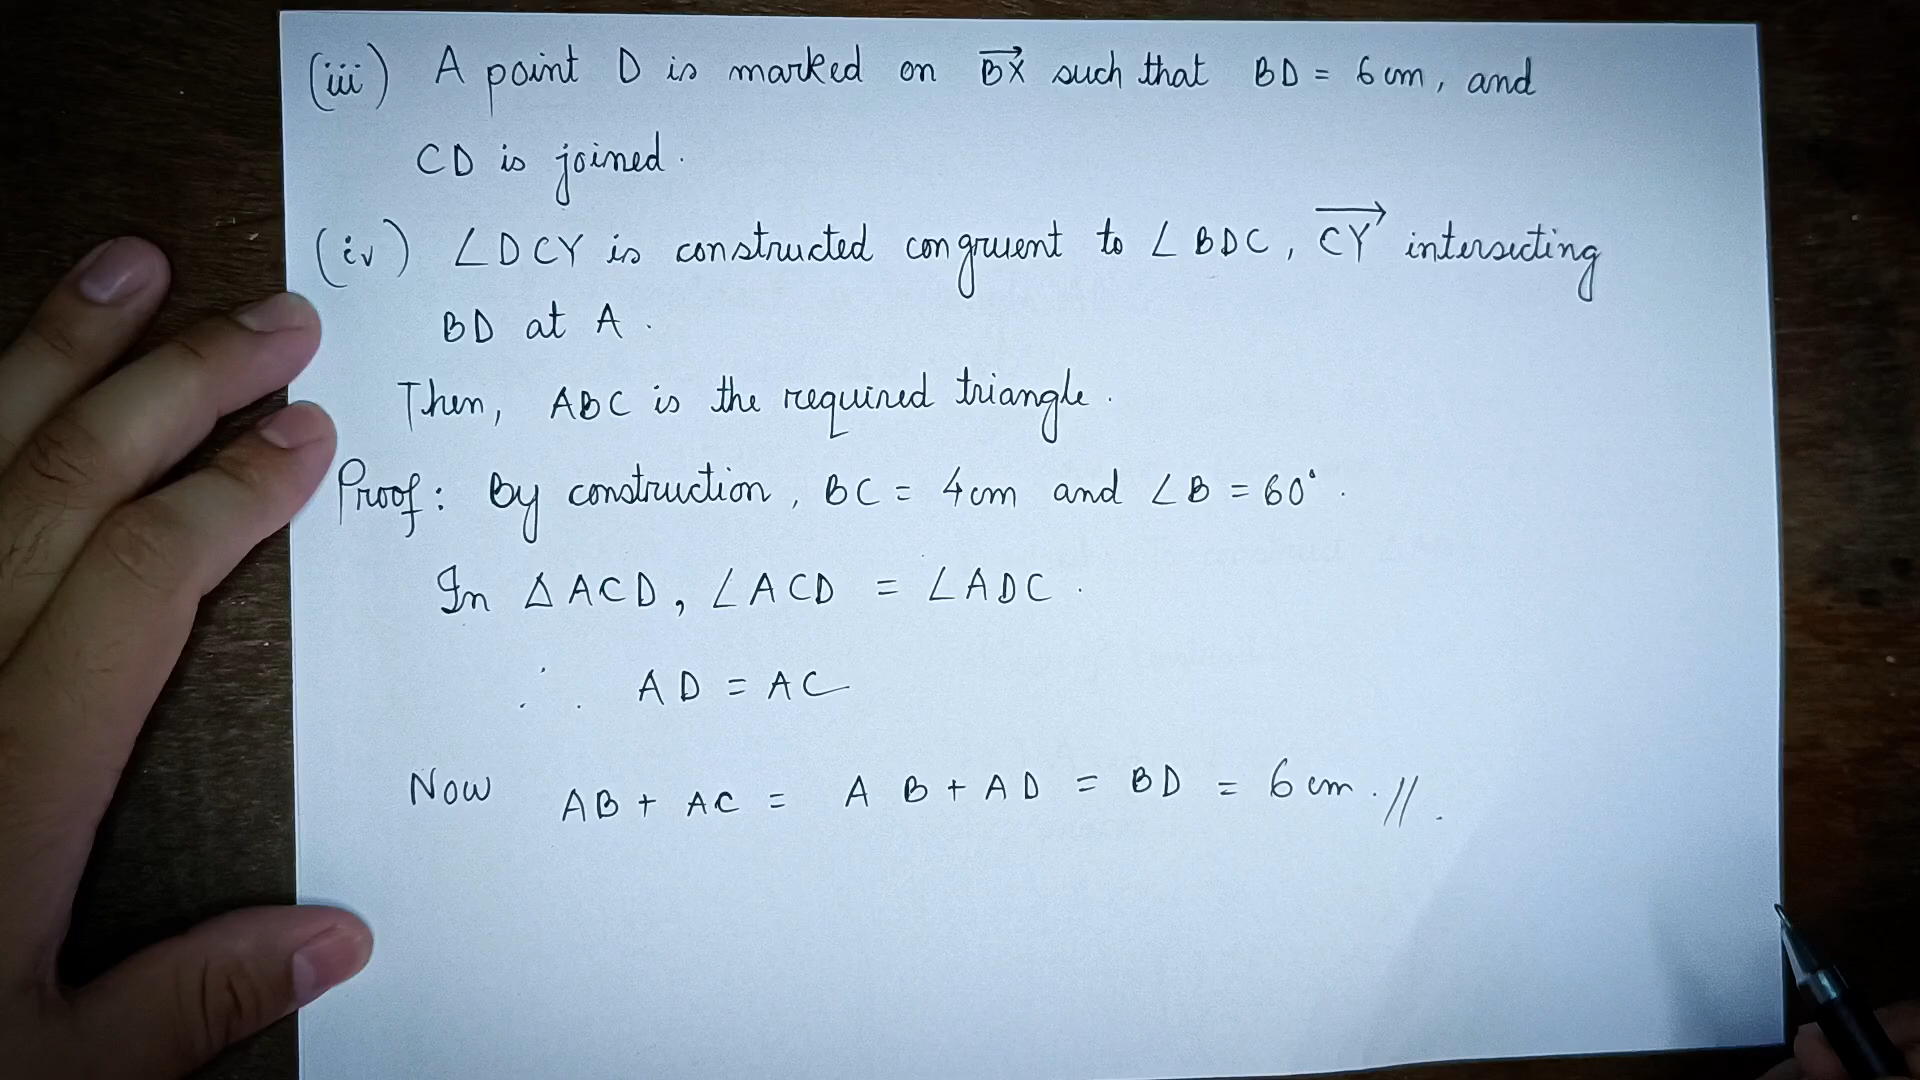 (iii) A point D is marked on \overrightarrow{BX} such that BD = 6 cm, and
CD is joined.
(iv) ∠DCY is constructed congruent to ∠BDC, \overrightarrow{CY} intersecting
BD at A.
Then, ABC is the required triangle.
Proof: By construction, BC = 4 cm and ∠B = 60°.
In △ACD, ∠ACD = ∠ADC.
∴ AD = AC
Now AB + AC = AB + AD = BD = 6 cm. //.